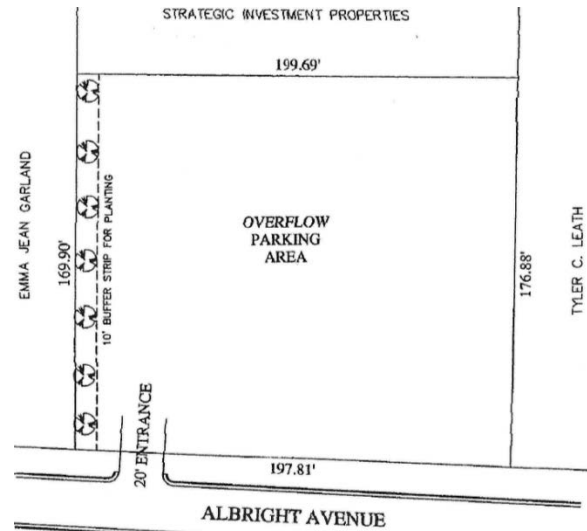 STRATEGIC INVESTMENT PROPERTIES
199.69'
EMMA JEAN GARLAND
169.90'
10' BUFFER STRIP FOR PLANTING
OVERFLOW
PARKING
AREA
176.88'
TYLER C. LEATH
20' ENTRANCE
197.81'
ALBRIGHT AVENUE